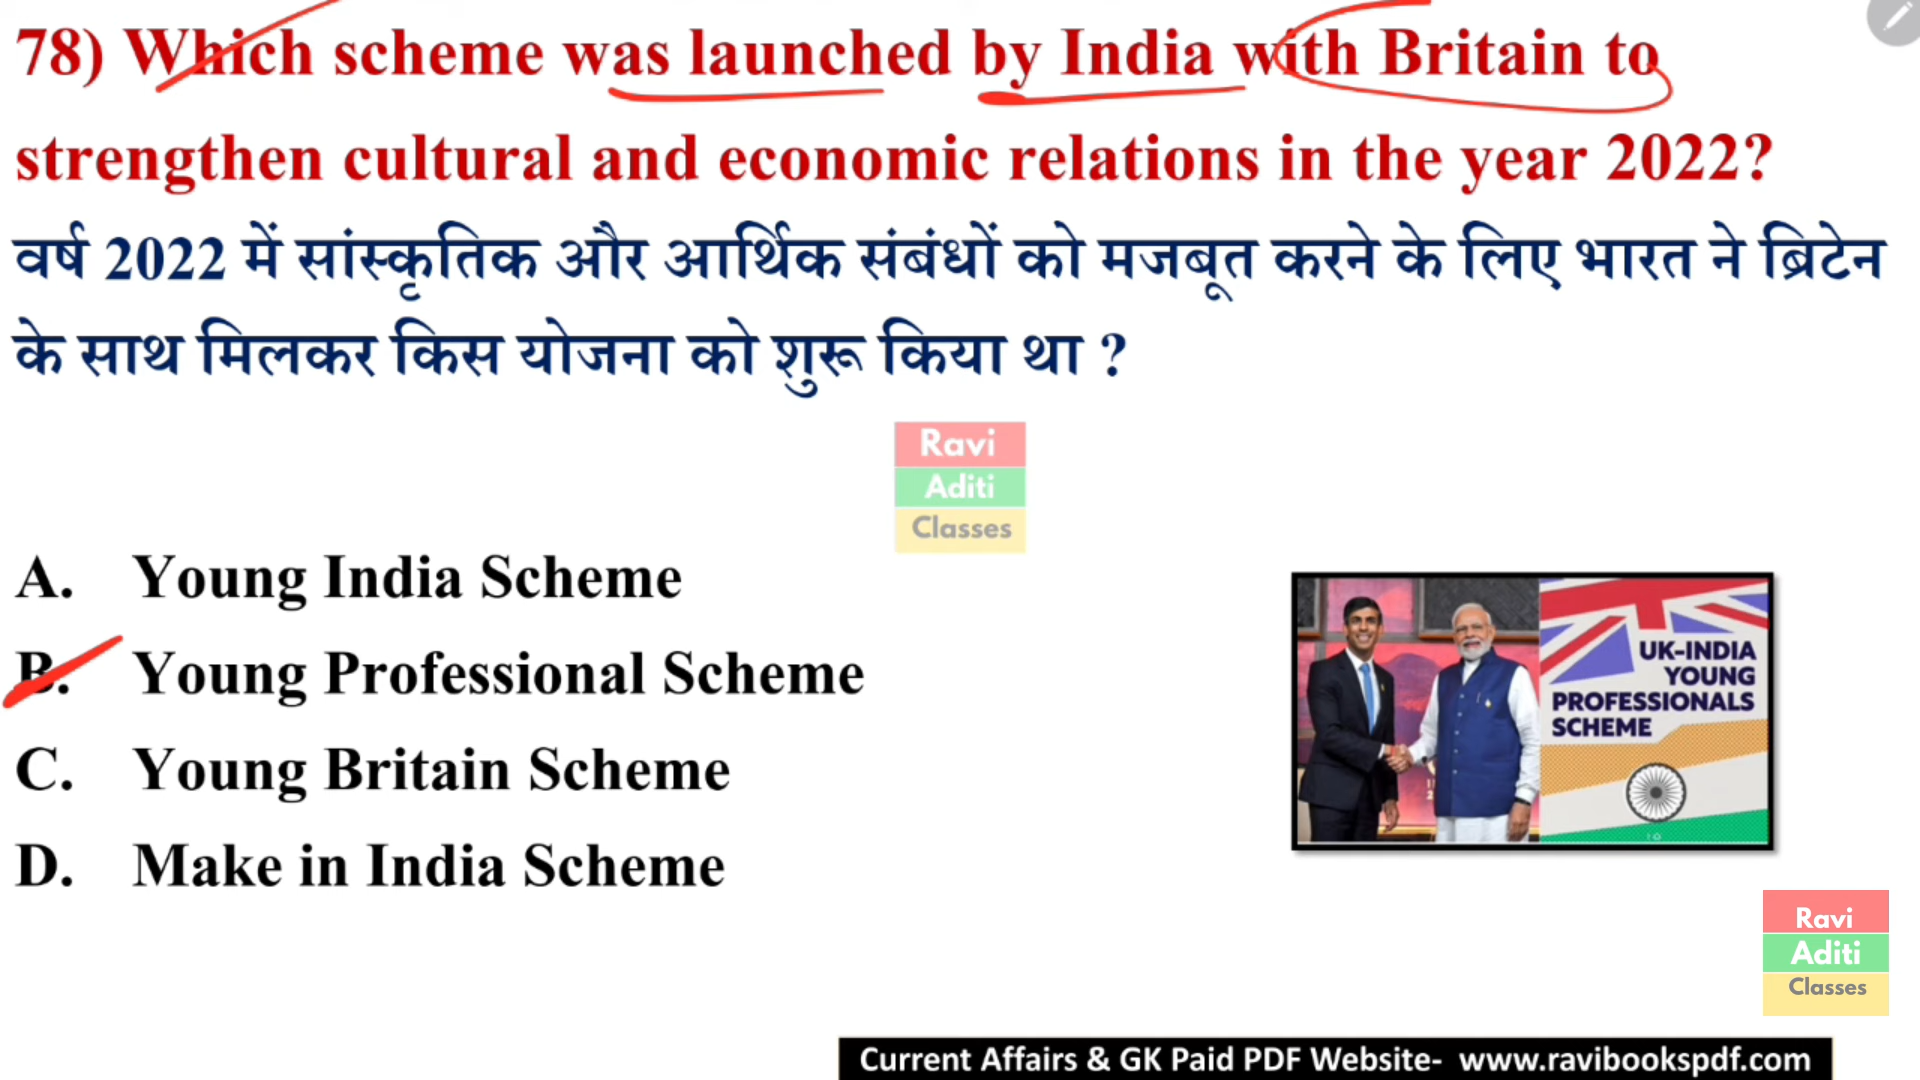 78) Which scheme was launched by India with Britain to
strengthen cultural and economic relations in the year 2022?
वर्ष 2022 में सांस्कृतिक और आर्थिक संबंधों को मजबूत करने के लिए भारत ने ब्रिटेन
के साथ मिलकर किस योजना को शुरू किया था ?
Ravi
Aditi
Classes
A. Young India Scheme
B. Young Professional Scheme
C. Young Britain Scheme
D. Make in India Scheme
UK-INDIA
YOUNG
PROFESSIONALS
SCHEME
Ravi
Aditi
Classes
Current Affairs & GK Paid PDF Website- www.ravibookspdf.com